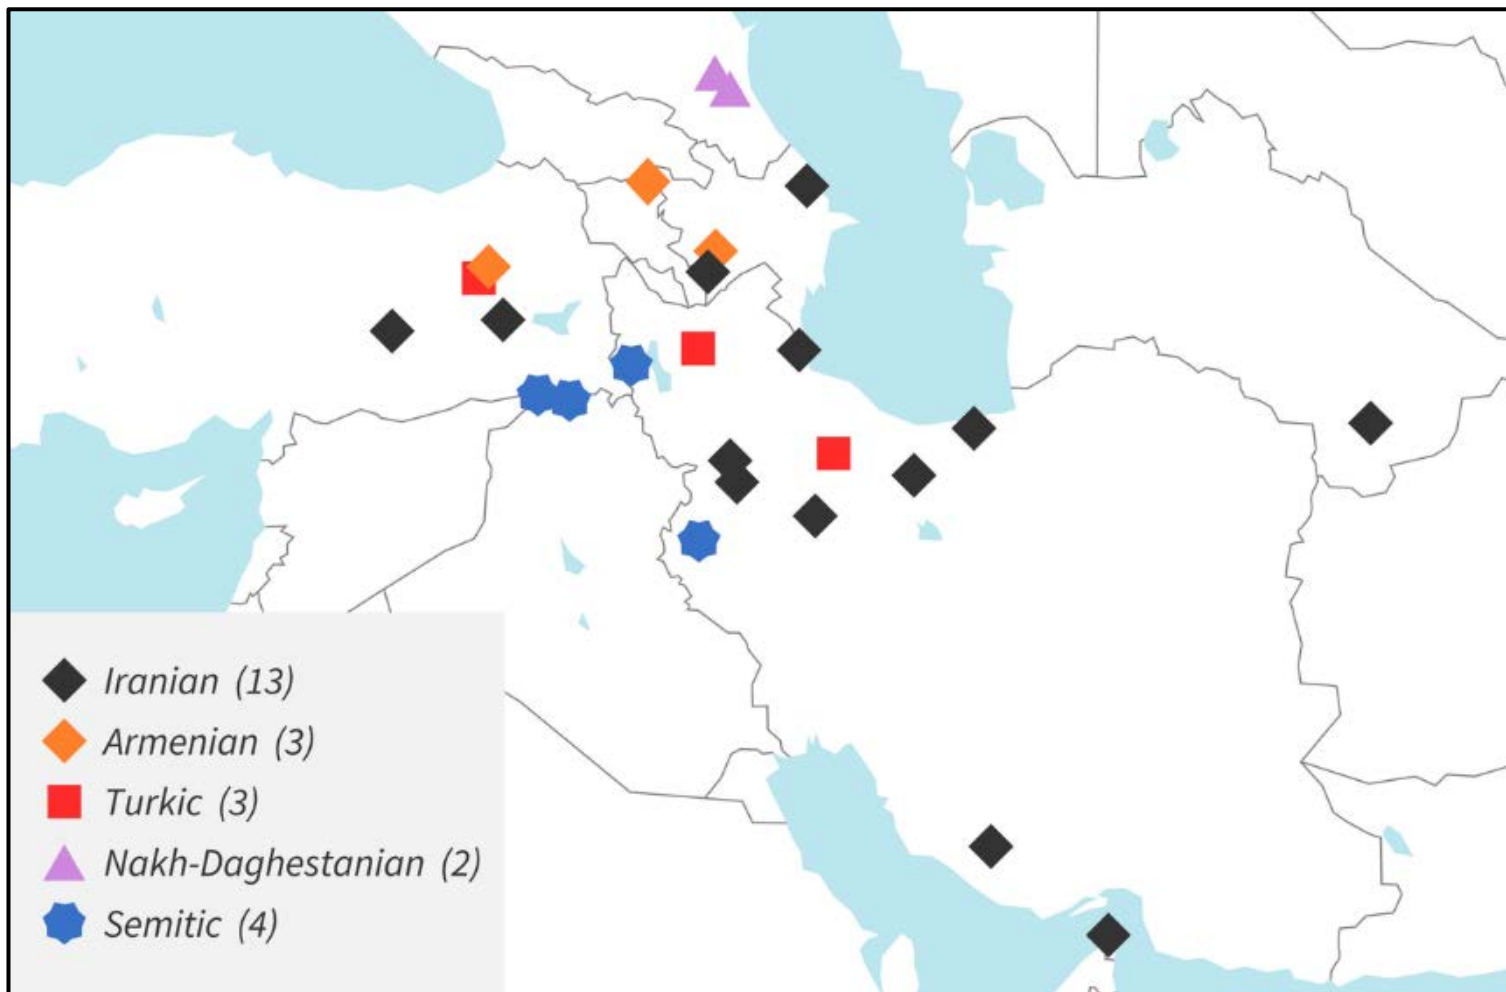 Iranian (13)
Armenian (3)
Turkic (3)
Nakh-Daghestanian (2)
Semitic (4)